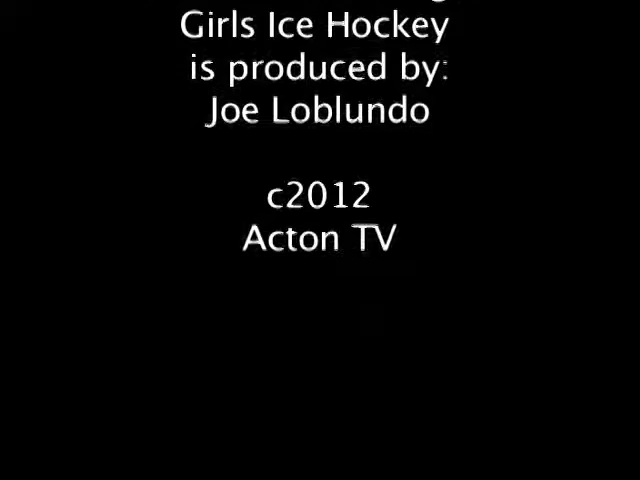 Girls Ice Hockey
is produced by:
Joe Loblundo
c2012
Acton TV